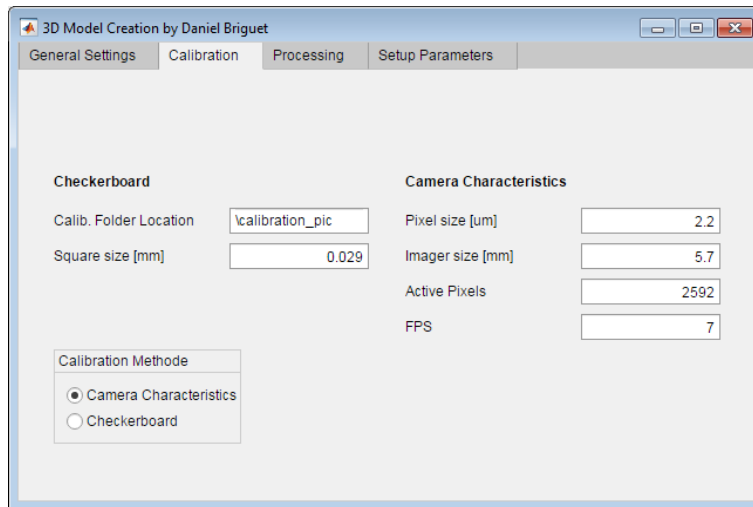 3D Model Creation by Daniel Briguet
General Settings Calibration Processing Setup Parameters
Checkerboard
Calib. Folder Location \calibration_pic
Square size [mm] 0.029
Camera Characteristics
Pixel size [um] 2.2
Imager size [mm] 5.7
Active Pixels 2592
FPS 7
Calibration Methode
Camera Characteristics
Checkerboard